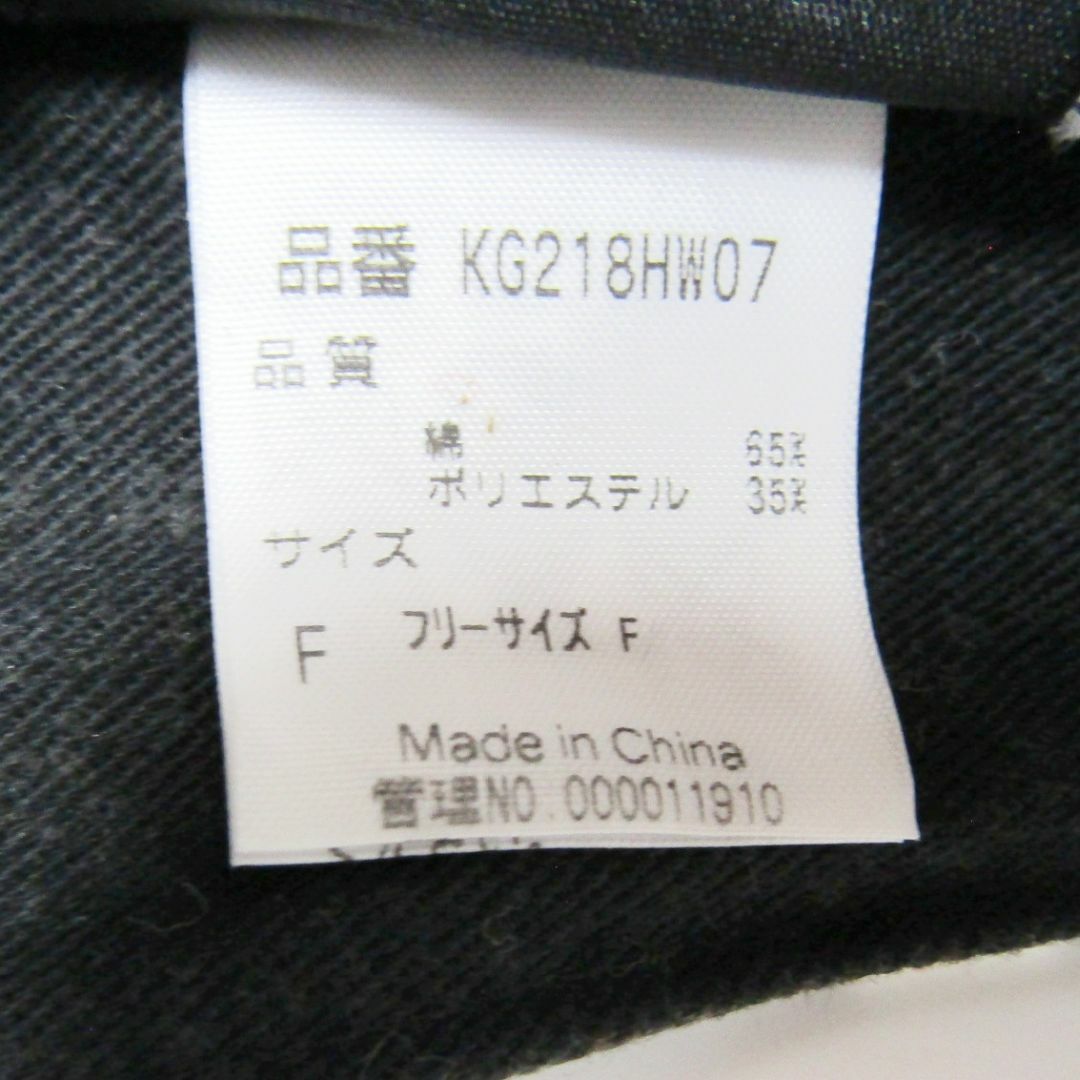 品番 KG218HW07
品質
綿 65%
ポリエステル 35%
サイズ
F フリーサイズ F
Made in China
管理NO.000011910